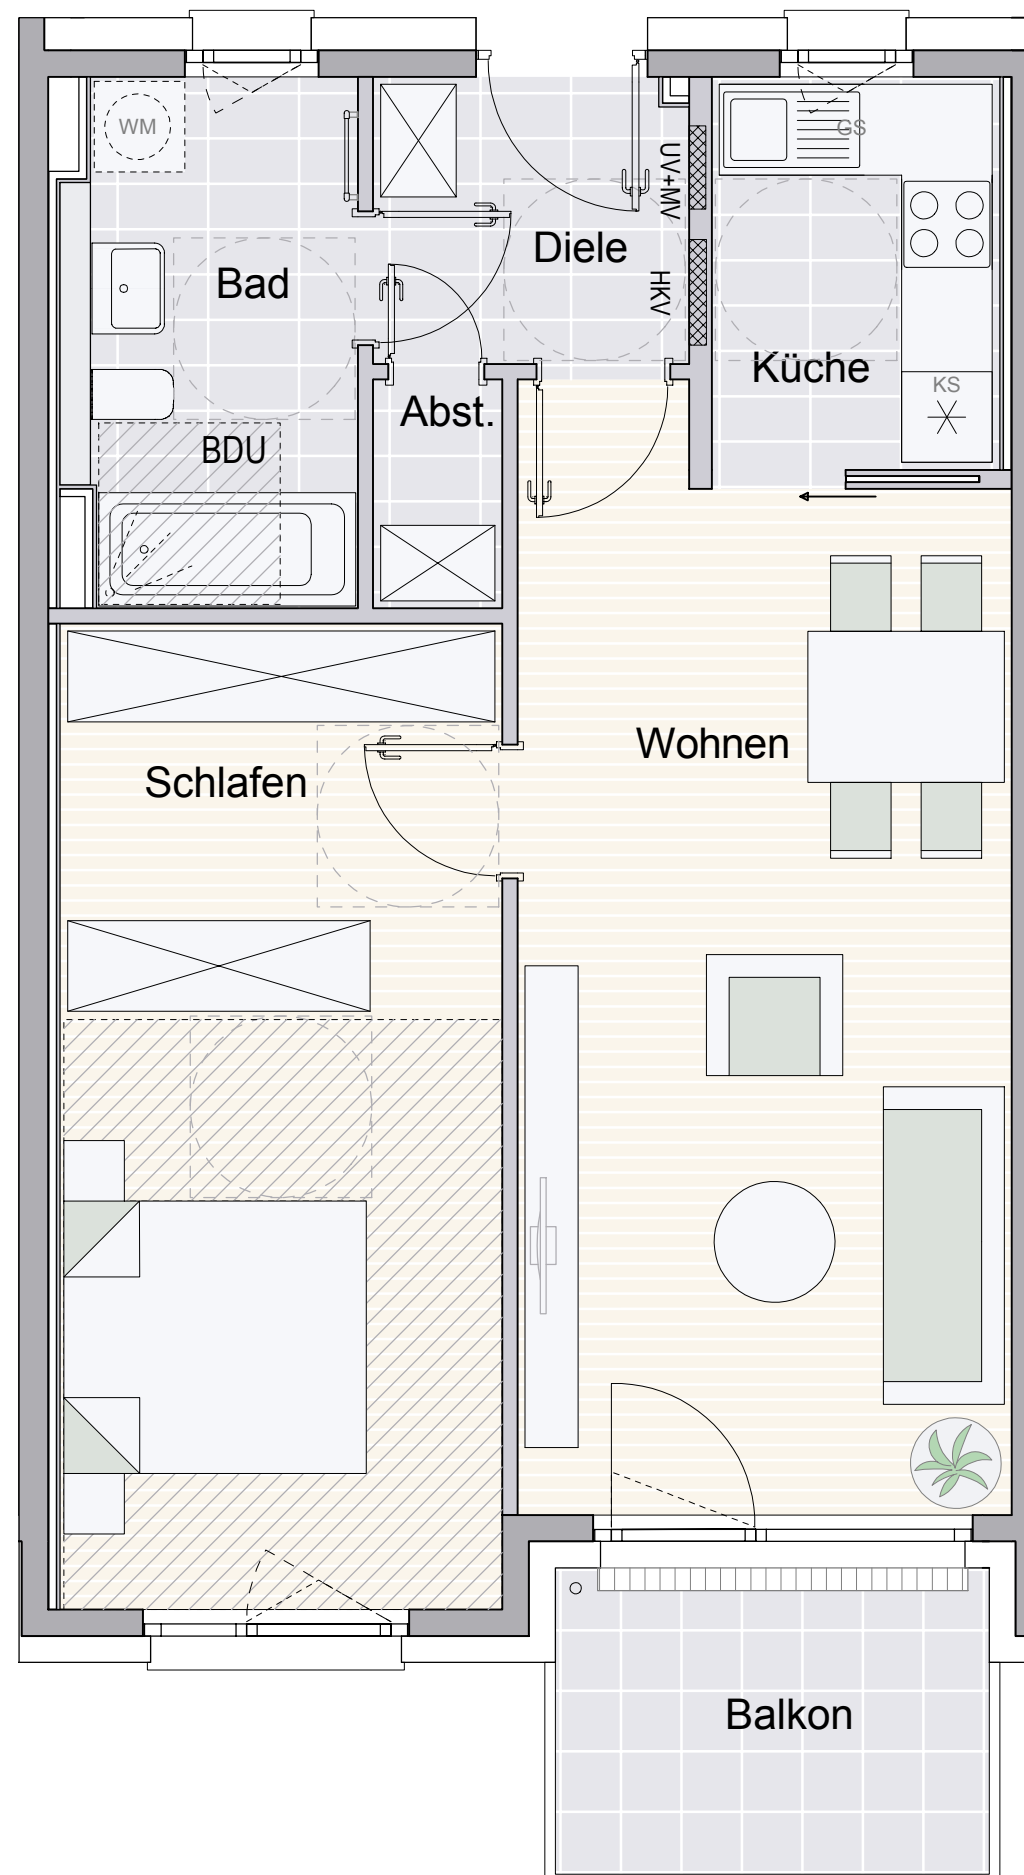 WM
GS
UV+MV
Diele
Bad
HKV
Küche
KS
Abst.
BDU
Wohnen
Schlafen
Balkon